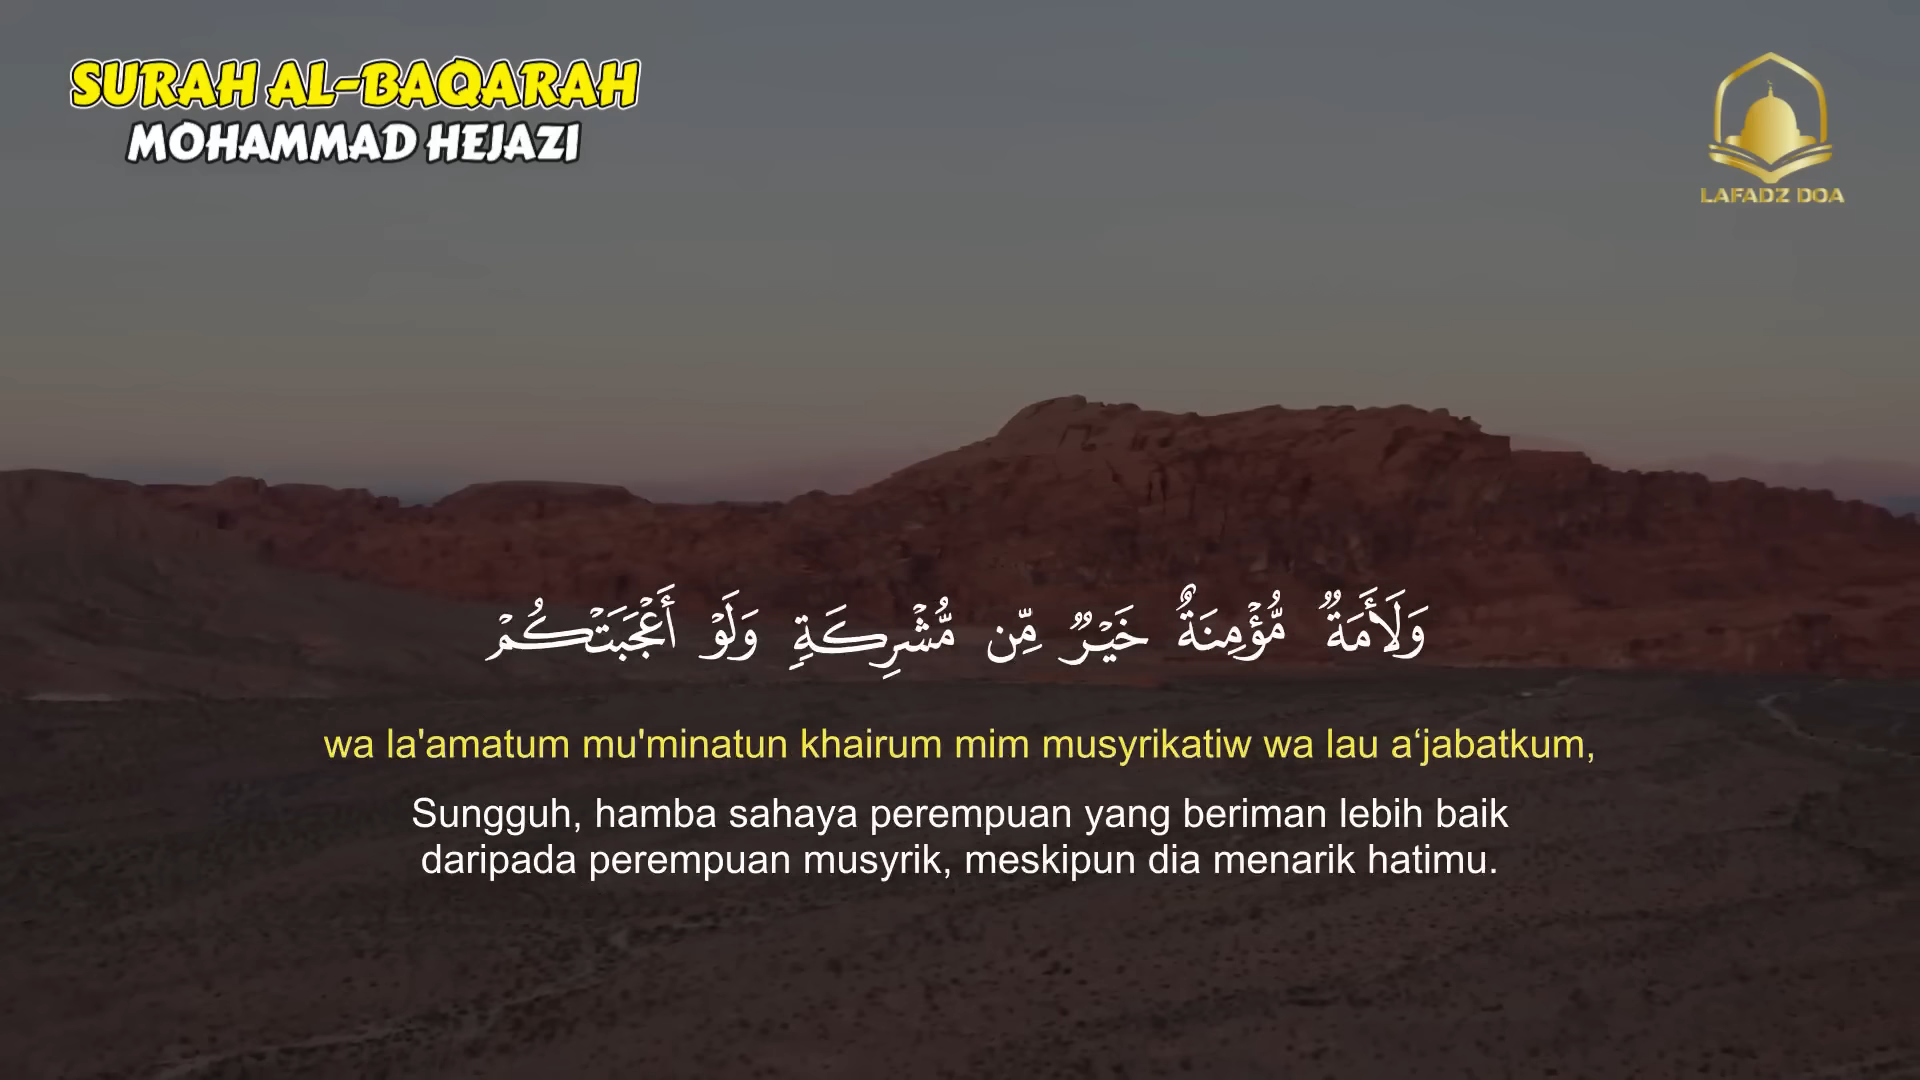 SURAH AL-BAQARAH
MOHAMMAD HEJAZI
LAFADZ DOA
وَلَأَمَةٌ مُّؤْمِنَةٌ خَيْرٌ مِّن مُّشْرِكَةٍ وَلَوْ أَعْجَبَتْكُمْ
wa la'amatum mu'minatun khairum mim musyrikatiw wa lau a‘jabatkum,
Sungguh, hamba sahaya perempuan yang beriman lebih baik
daripada perempuan musyrik, meskipun dia menarik hatimu.